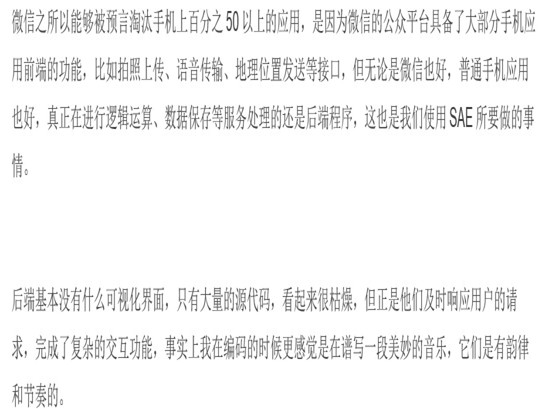 微信之所以能够被预言淘汰手机上百分之50以上的应用，是因为微信的公众平台具备了大部分手机应
用前端的功能，比如拍照上传、语音传输、地理位置发送等接口，但无论是微信也好，普通手机应用
也好，真正在进行逻辑运算、数据保存等服务处理的还是后端程序，这也是我们使用SAE所要做的事
情。
后端基本没有什么可视化界面，只有大量的源代码，看起来很枯燥，但正是他们及时响应用户的请
求，完成了复杂的交互功能，事实上我在编码的时候更感觉是在谱写一段美妙的音乐，它们是有韵律
和节奏的。